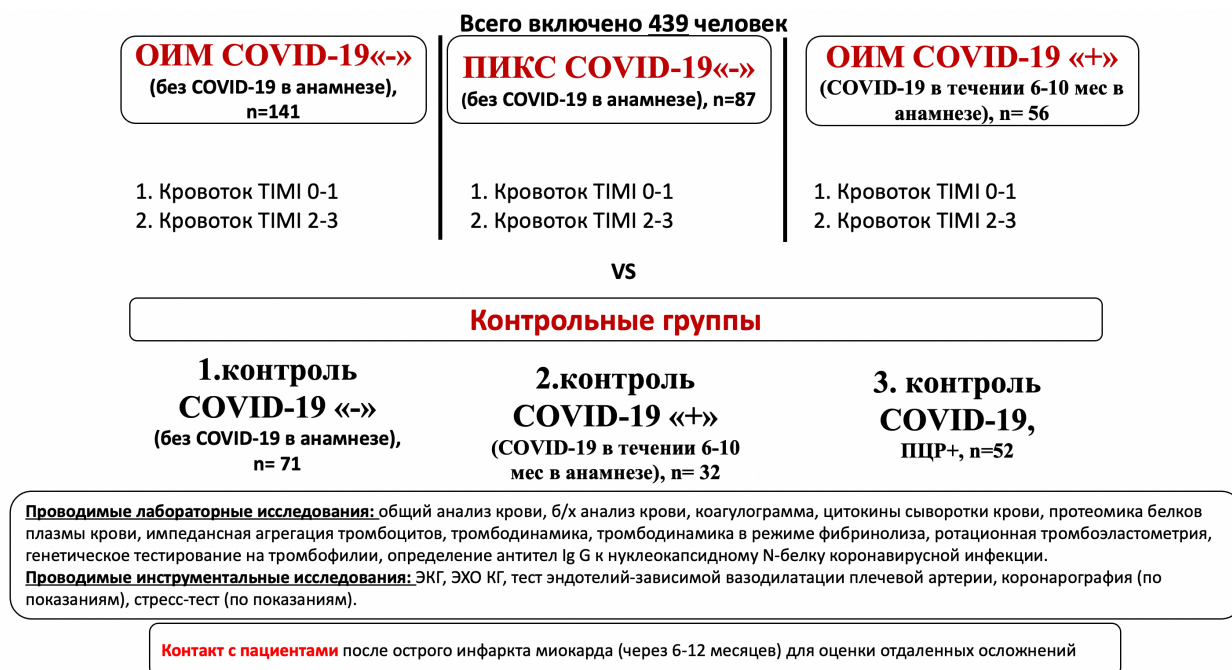 Всего включено 439 человек
ОИМ COVID-19«-»
(без COVID-19 в анамнезе),
n=141
ПИКС COVID-19«-»
(без COVID-19 в анамнезе), n=87
ОИМ COVID-19 «+»
(COVID-19 в течении 6-10 мес в
анамнезе), n= 56
1. Кровоток TIMI 0-1
2. Кровоток TIMI 2-3
1. Кровоток TIMI 0-1
2. Кровоток TIMI 2-3
1. Кровоток TIMI 0-1
2. Кровоток TIMI 2-3
vs
Контрольные группы
1.контроль
COVID-19 «-»
(без COVID-19 в анамнезе),
n= 71
2.контроль
COVID-19 «+»
(COVID-19 в течении 6-10
мес в анамнезе), n= 32
3. контроль
COVID-19,
ПЦР+, n=52
Проводимые лабораторные исследования: общий анализ крови, б/х анализ крови, коагулограмма, цитокины сыворотки крови, протеомика белков
плазмы крови, импедансная агрегация тромбоцитов, тромбодинамика, тромбодинамика в режиме фибринолиза, ротационная тромбоэластометрия,
генетическое тестирование на тромбофилии, определение антител Ig G к нуклеокапсидному N-белку коронавирусной инфекции.
Проводимые инструментальные исследования: ЭКГ, ЭХО КГ, тест эндотелий-зависимой вазодилатации плечевой артерии, коронарография (по
показаниям), стресс-тест (по показаниям).
Контакт с пациентами после острого инфаркта миокарда (через 6-12 месяцев) для оценки отдаленных осложнений